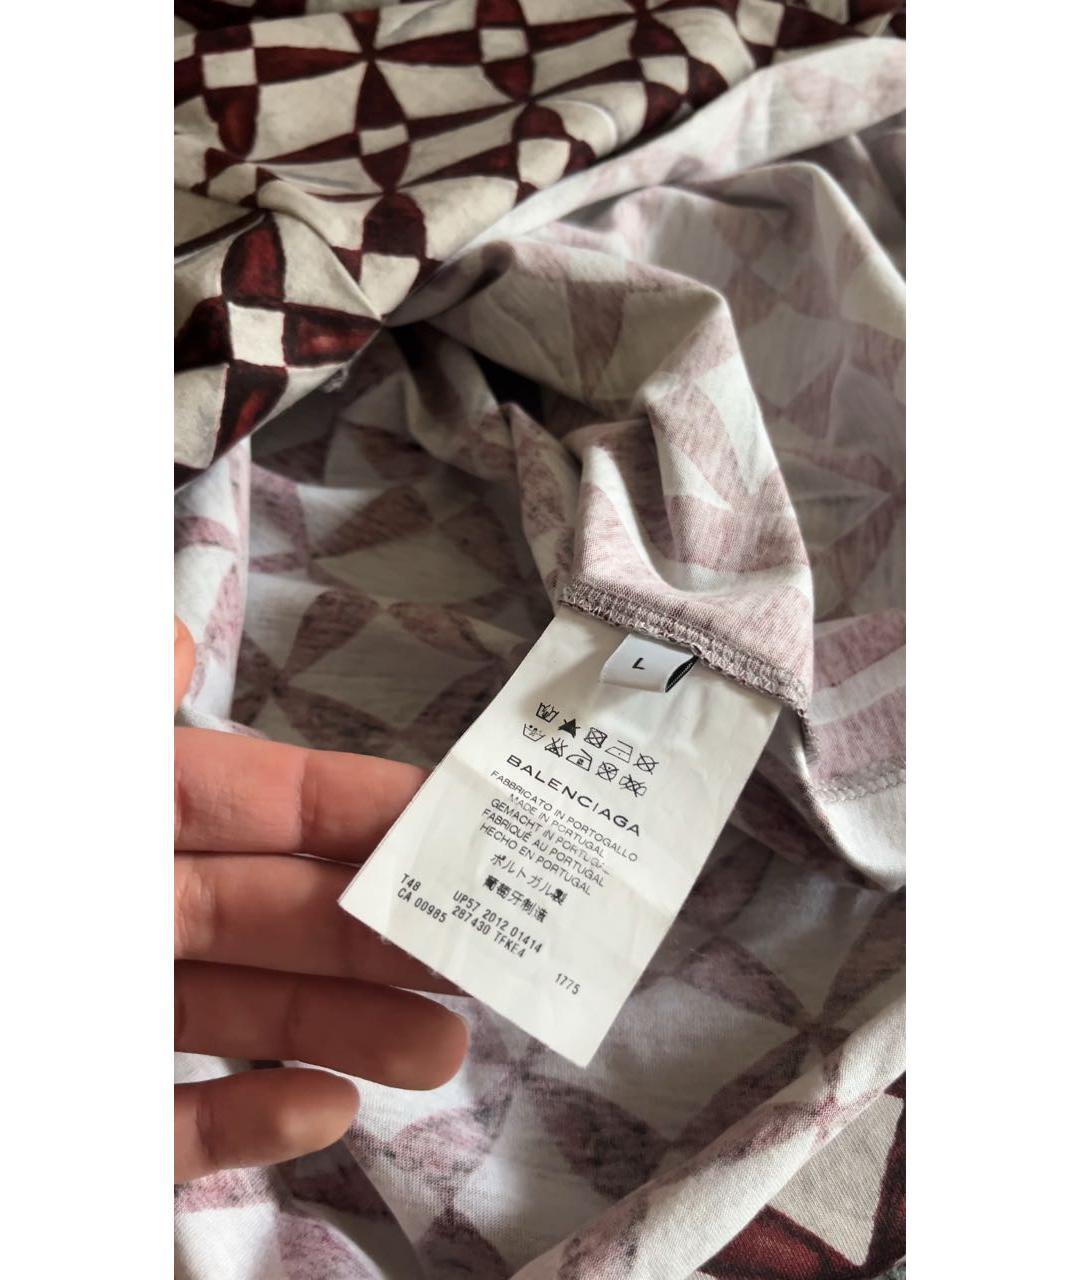 L
BALENCIAGA
FABBRICATO IN PORTOGALLO
MADE IN PORTUGAL
GEMACHT IN PORTUGAL
FABRIQUÉ AU PORTUGAL
HECHO EN PORTUGAL
ポルトガル製
葡萄牙制造
T48 UP57 2012 01414
CA 00985 287430 TFKE4
1775